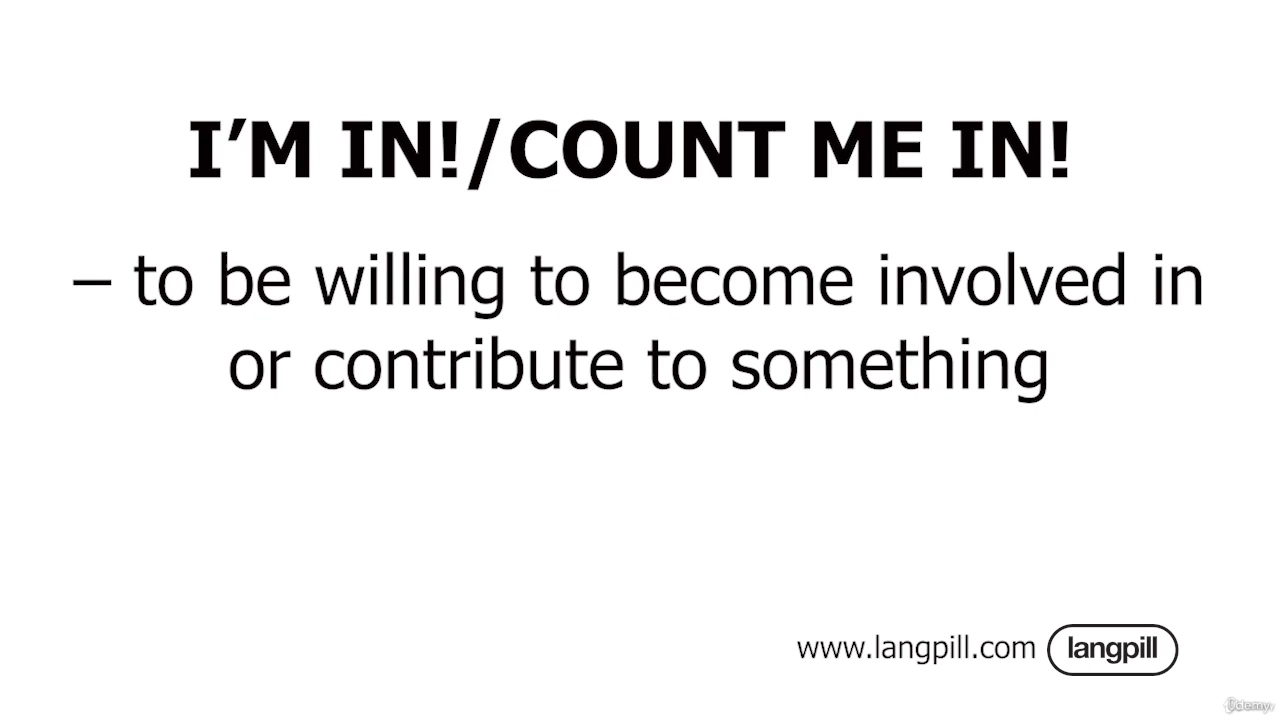 I’M IN!/COUNT ME IN!
– to be willing to become involved in
or contribute to something
www.langpill.com langpill
ûdemy